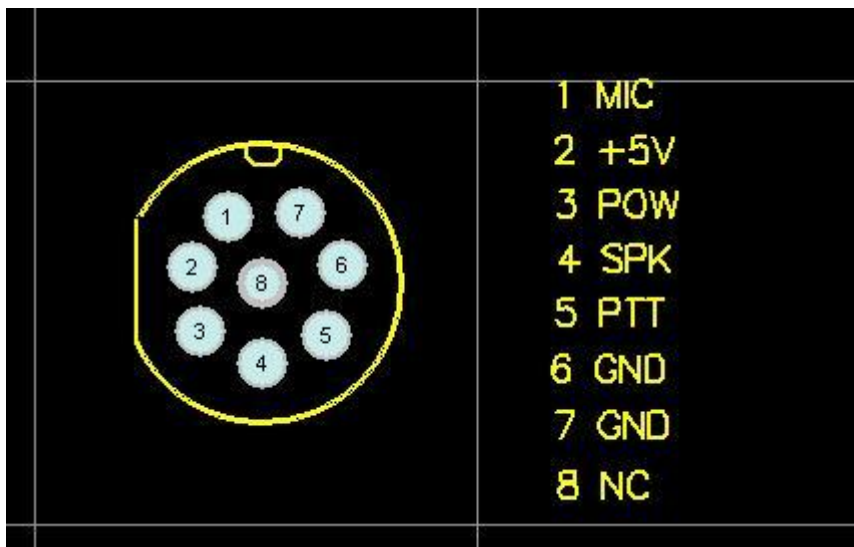 1 MIC
2 +5V
3 POW
4 SPK
5 PTT
6 GND
7 GND
8 NC
1 7
2 8 6
3 5
4